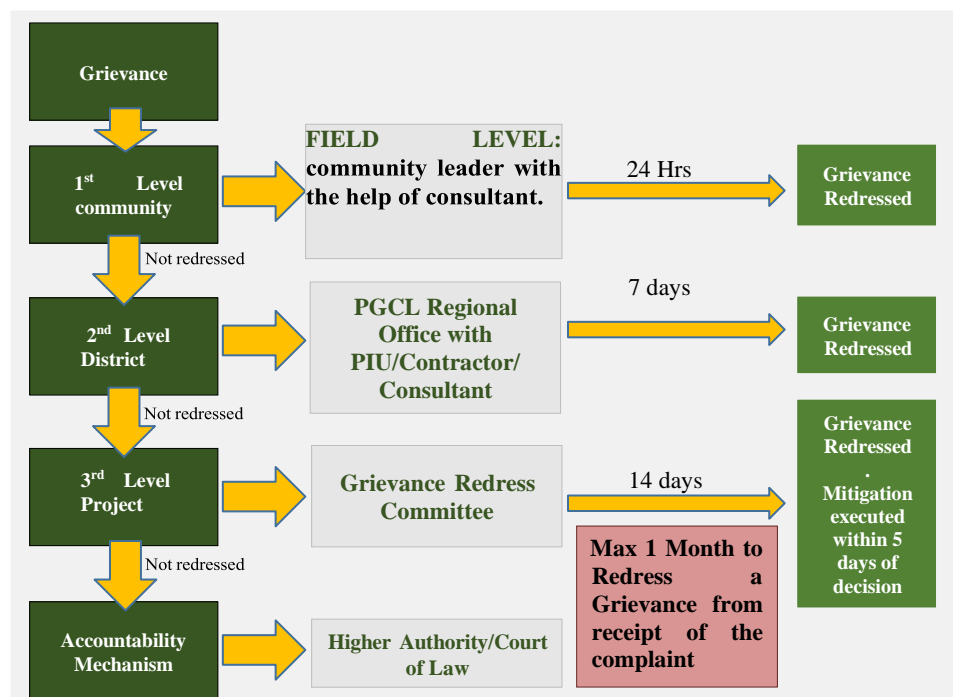 Grievance
1st Level
community
FIELD LEVEL:
community leader with
the help of consultant.
24 Hrs
Grievance
Redressed
Not redressed
2nd Level
District
PGCL Regional
Office with
PIU/Contractor/
Consultant
7 days
Grievance
Redressed
Not redressed
3rd Level
Project
Grievance Redress
Committee
14 days
Grievance
Redressed
.
Mitigation
executed
within 5
days of
decision
Not redressed
Max 1 Month to
Redress a
Grievance from
receipt of the
complaint
Accountability
Mechanism
Higher Authority/Court
of Law